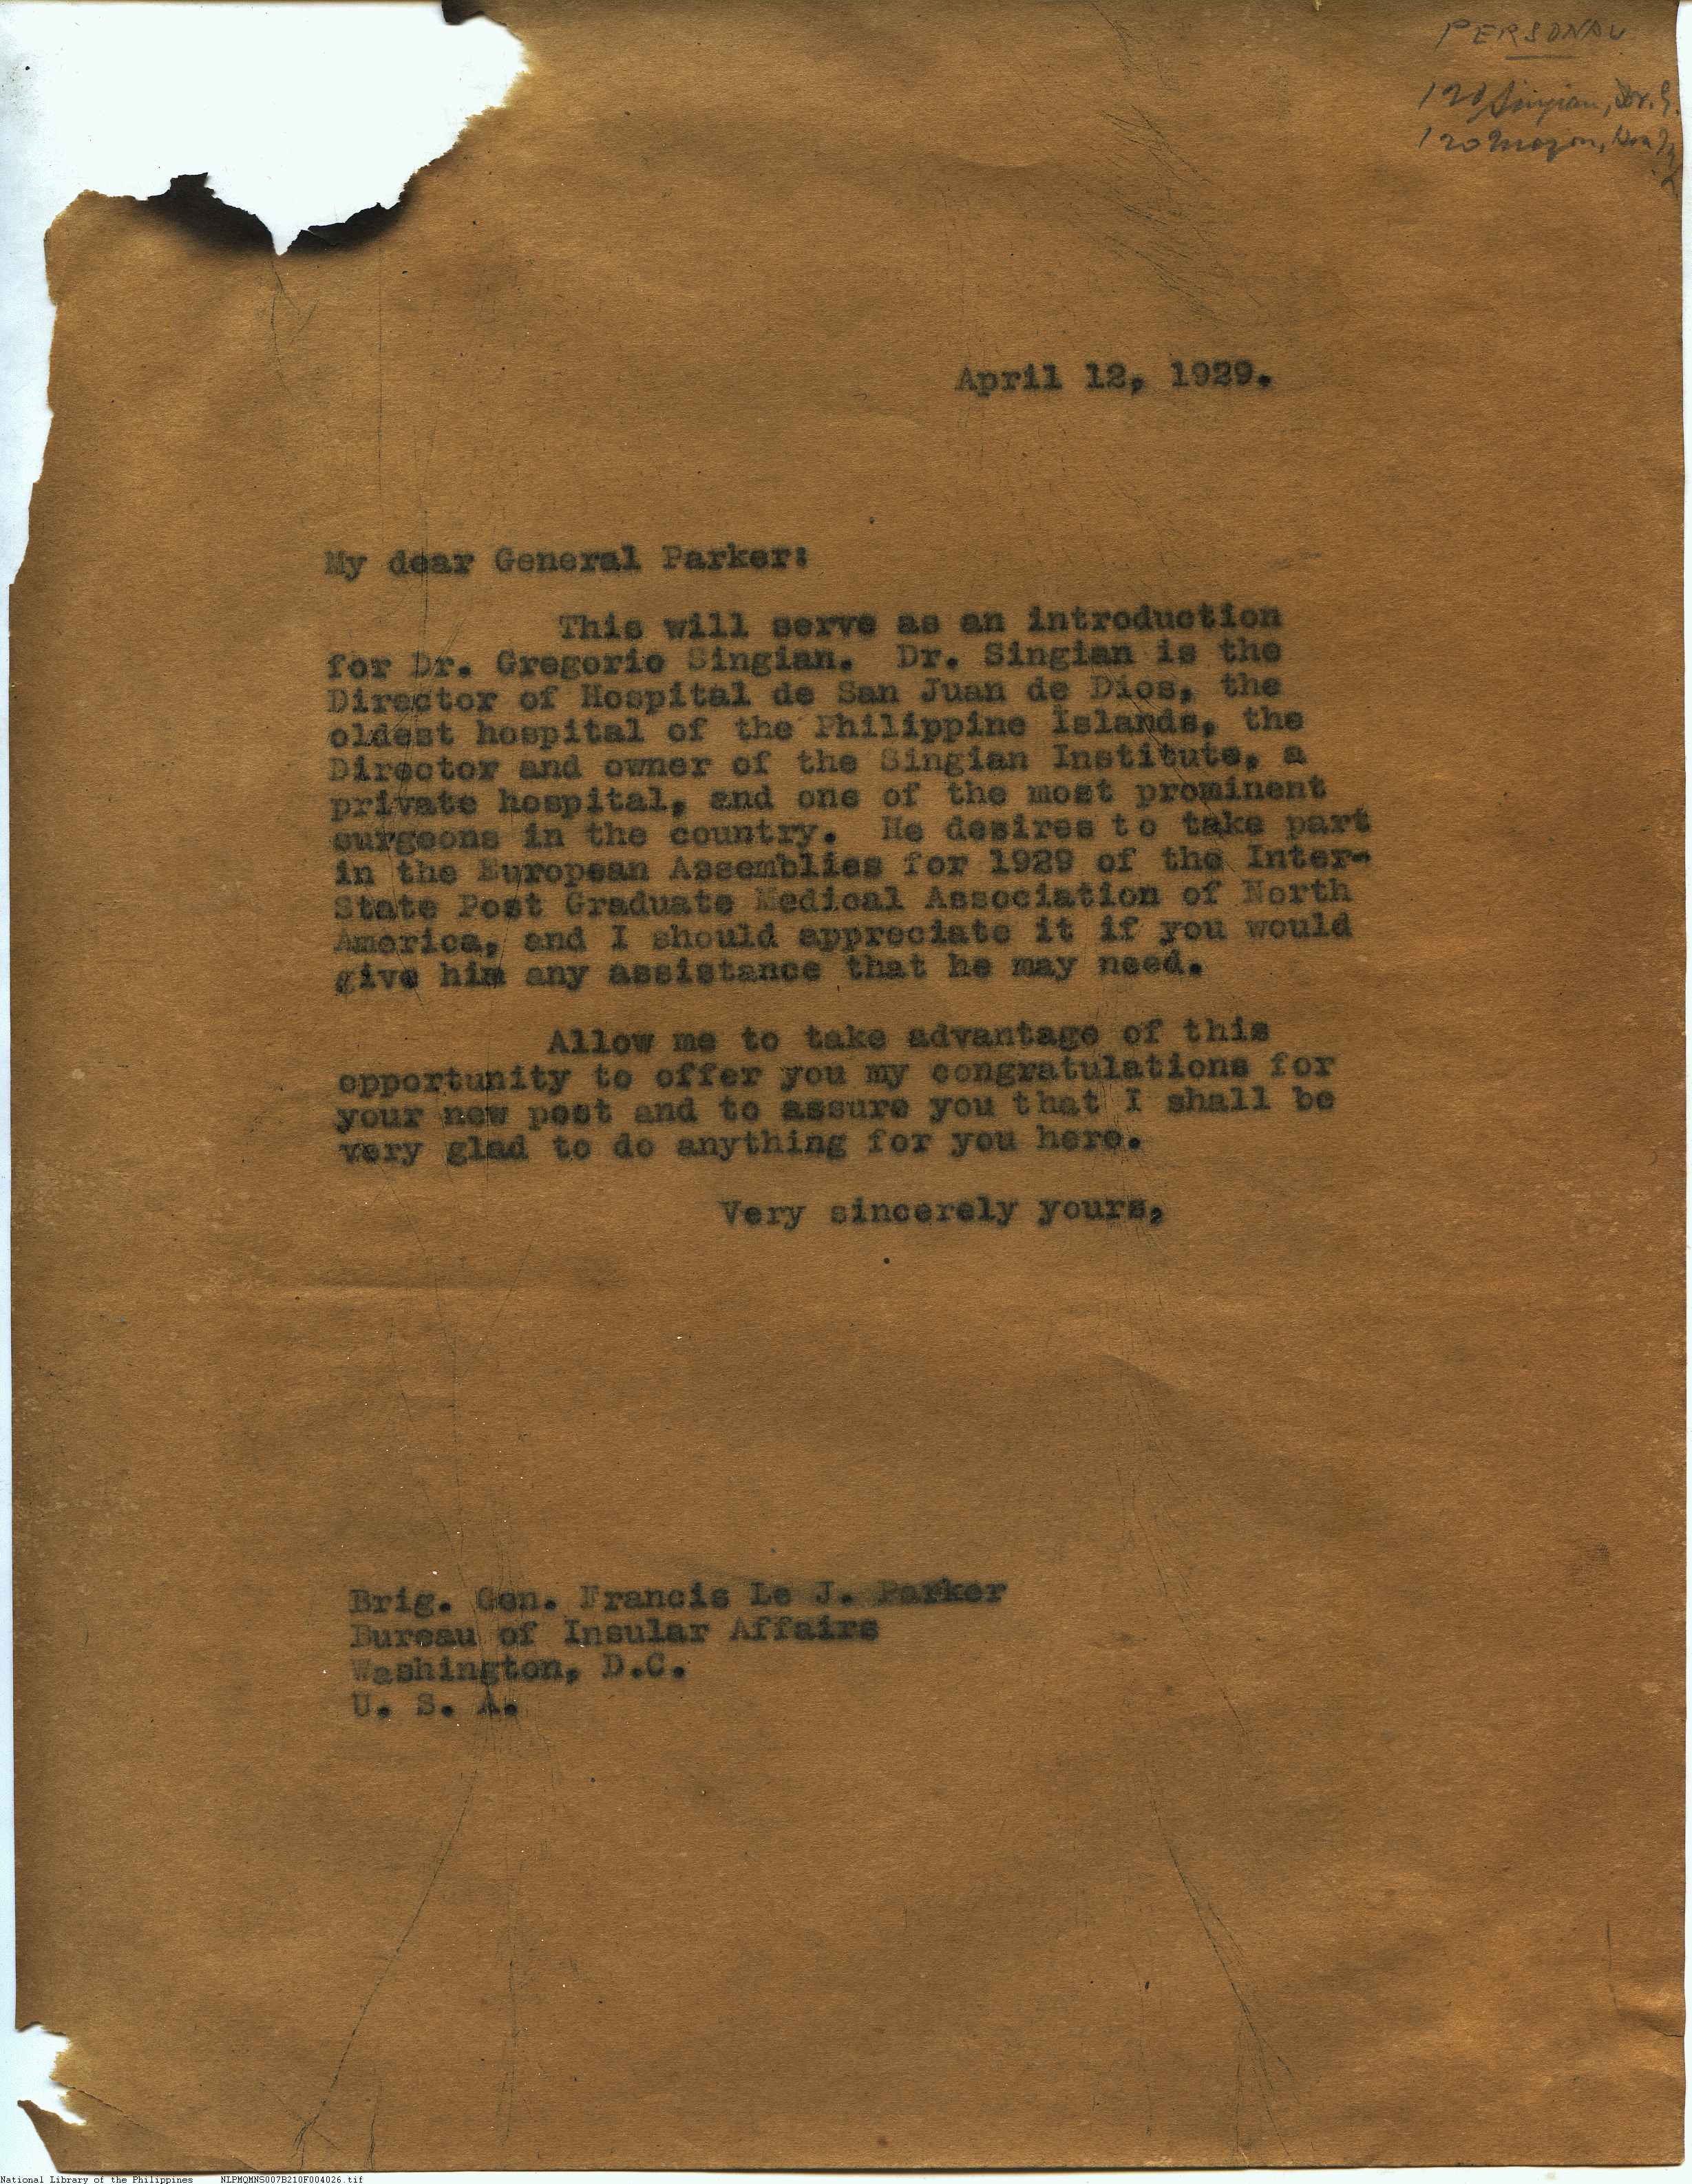 PERSONAL
120 Singian, Dr. G.
120
April 12, 1929.
My dear General Parker:
This will serve as an introduction
for Dr. Gregorio Singian. Dr. Singian is the
Director of Hospital de San Juan de Dios, the
oldest hospital of the Philippine Islands, the
Director and owner of the Singian Institute, a
private hospital, and one of the most prominent
surgeons in the country. He desires to take part
in the European Assemblies for 1929 of the Inter-
State Post Graduate Medical Association of North
America, and I should appreciate it if you would
give him any assistance that he may need.
Allow me to take advantage of this
opportunity to offer you my congratulations for
your new post and to assure you that I shall be
very glad to do anything for you here.
Very sincerely yours,
Brig. Gen. Francis Le J. Parker
Bureau of Insular Affairs
Washington, D.C.
U. S. A.
National Library of the Philippines NLPMQMNS007B210F004026.tif